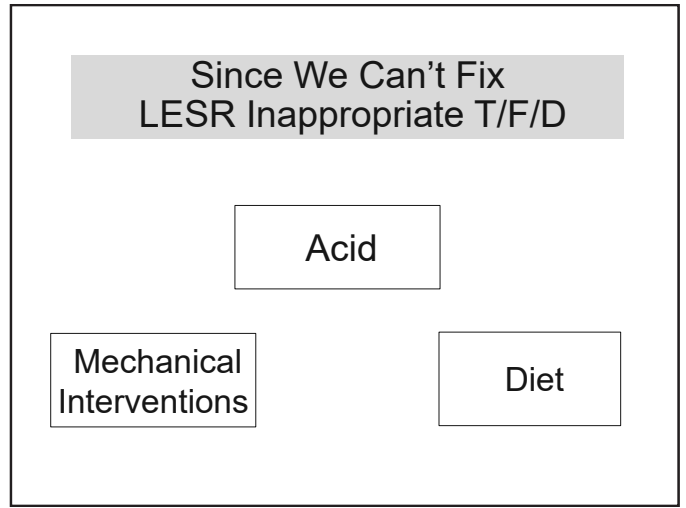 Since We Can't Fix
LESR Inappropriate T/F/D
Acid
Mechanical
Interventions
Diet